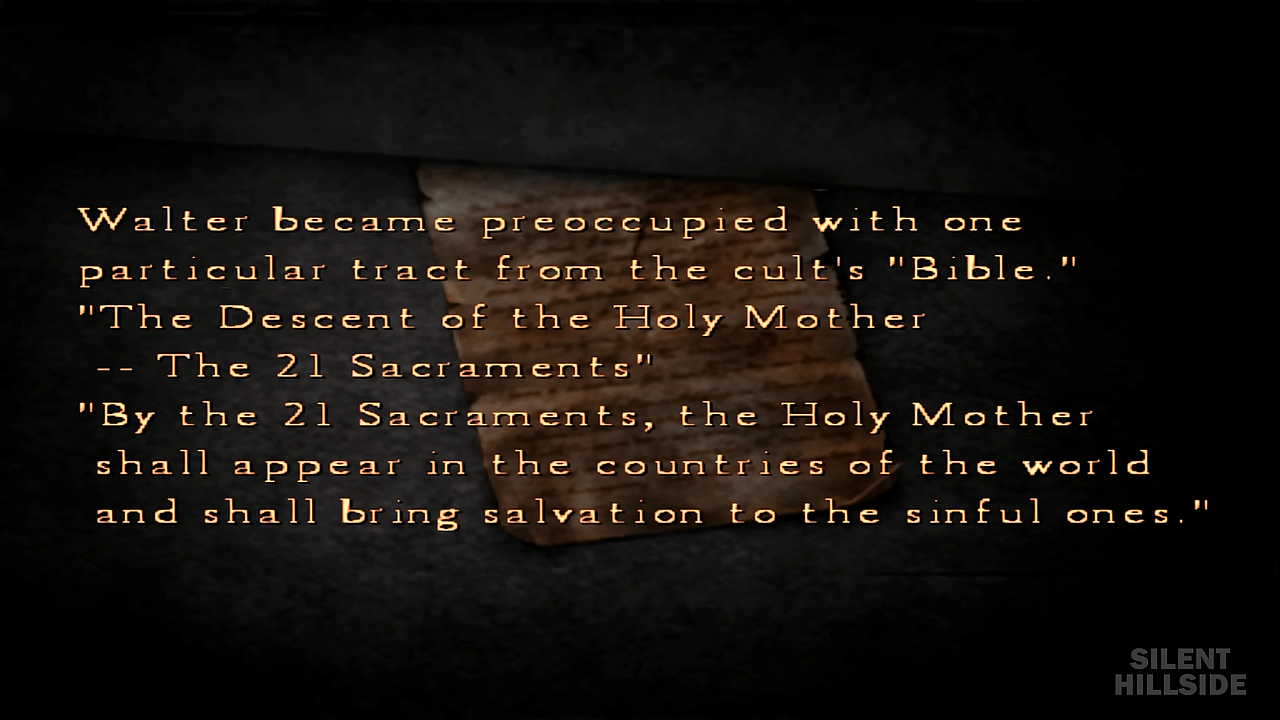 Walter became preoccupied with one
particular tract from the cult's "Bible."
"The Descent of the Holy Mother
-- The 21 Sacraments"
"By the 21 Sacraments, the Holy Mother
shall appear in the countries of the world
and shall bring salvation to the sinful ones."
SILENT
HILLSIDE